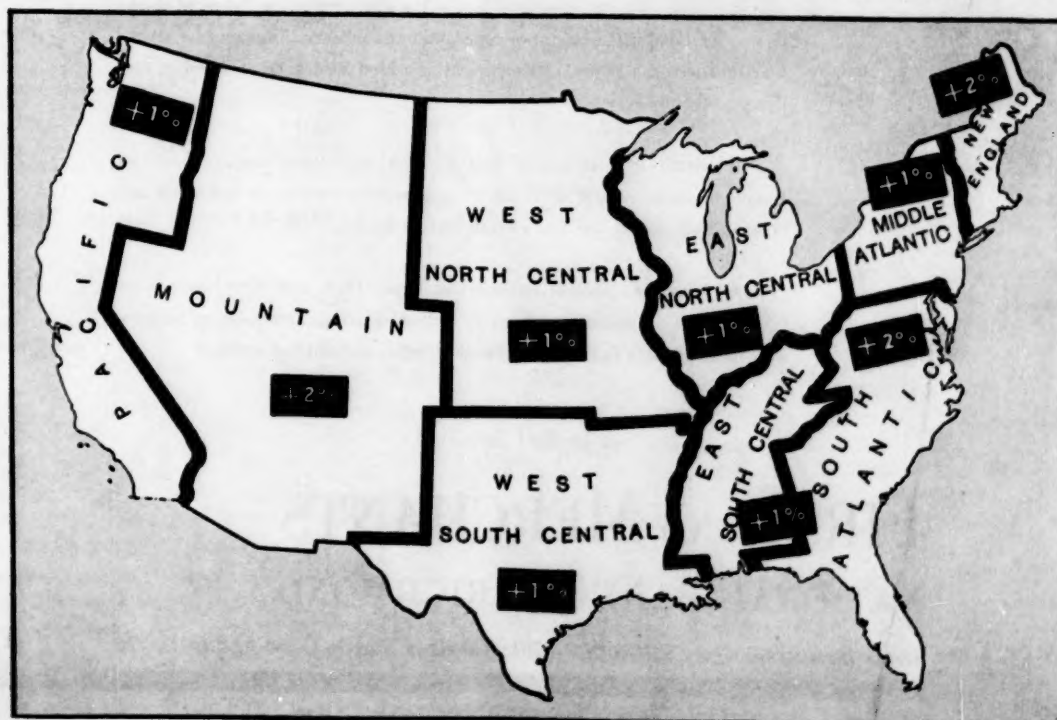 +1%
PACIFIC
MOUNTAIN
+2%
WEST
NORTH CENTRAL
+1%
WEST
SOUTH CENTRAL
+1%
EAST
NORTH CENTRAL
+1%
EAST
SOUTH CENTRAL
+1%
+2%
NEW
ENGLAND
+1%
MIDDLE
ATLANTIC
+2%
SOUTH
ATLANTIC